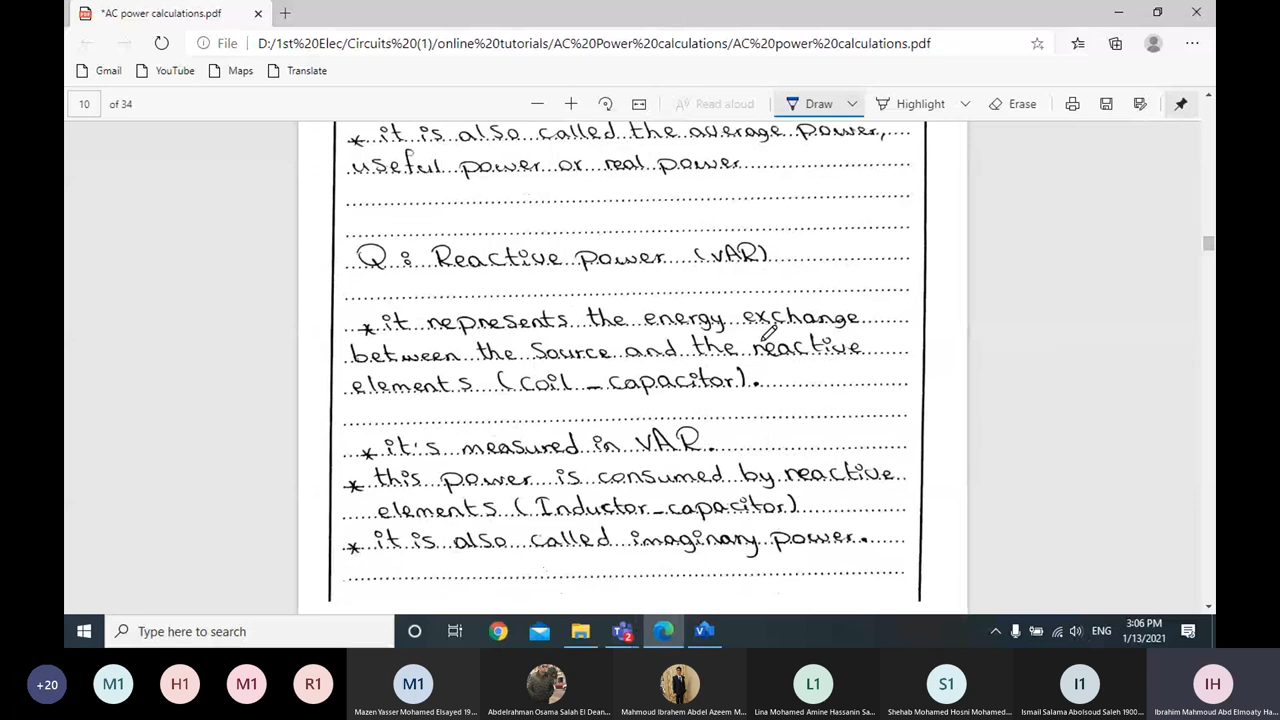 *AC power calculations.pdf
File D:/1st%20Elec/Circuits%20(1)/online%20tutorials/AC%20Power%20calculations/AC%20power%20calculations.pdf
Gmail YouTube Maps Translate
10 of 34 Read aloud Draw Highlight Erase
* it is also called the average power,
useful power or real power
Q : Reactive power (VAR)
* it represents the energy exchange
between the source and the reactive
elements (coil - capacitor).
* it's measured in VAR.
* this power is consumed by reactive
elements (Inductor - capacitor)
* it is also called imaginary power.
Type here to search
ENG
3:06 PM
1/13/2021
+20 M1 H1 M1 R1 M1 L1 S1 I1 IH
Mazen Yasser Mohamed Elsayed 19... Abdelrahman Osama Salah El Dean... Mahmoud Ibrahem Abdel Azeem M... Lina Mohamed Amine Hassanin Sa... Shehab Mohamed Hosni Mohamed... Ismail Salama Abolsoud Saleh 1900... Ibrahim Mahmoud Abd Elmoaty Ha...